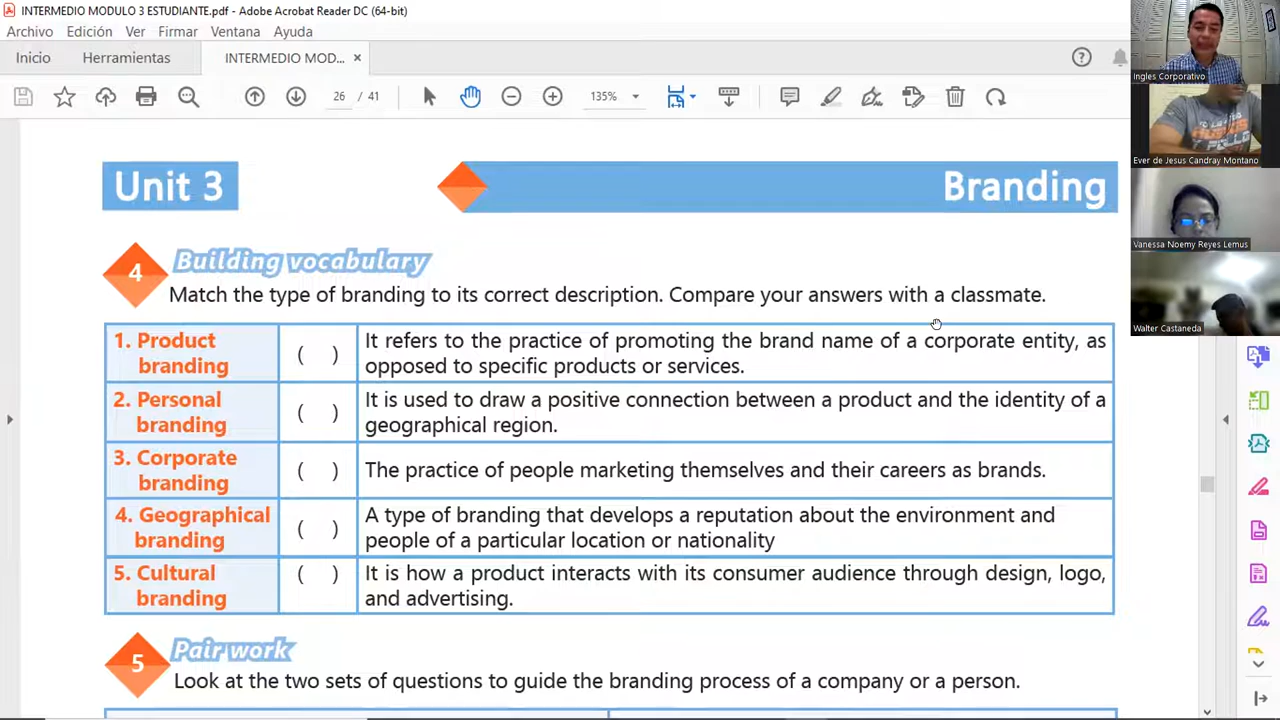 INTERMEDIO MODULO 3 ESTUDIANTE.pdf - Adobe Acrobat Reader DC (64-bit)
Archivo Edición Ver Firmar Ventana Ayuda
Inicio Herramientas INTERMEDIO MOD... ×
26 / 41 135%
Ingles Corporativo
Ever de Jesus Candray Montano
Vanessa Noemy Reyes Lemus
Walter Castaneda
Unit 3 Branding
4 Building vocabulary
Match the type of branding to its correct description. Compare your answers with a classmate.
1. Product branding ( ) It refers to the practice of promoting the brand name of a corporate entity, as
opposed to specific products or services.
2. Personal branding ( ) It is used to draw a positive connection between a product and the identity of a
geographical region.
3. Corporate branding ( ) The practice of people marketing themselves and their careers as brands.
4. Geographical branding ( ) A type of branding that develops a reputation about the environment and
people of a particular location or nationality
5. Cultural branding ( ) It is how a product interacts with its consumer audience through design, logo,
and advertising.
5 Pair work
Look at the two sets of questions to guide the branding process of a company or a person.